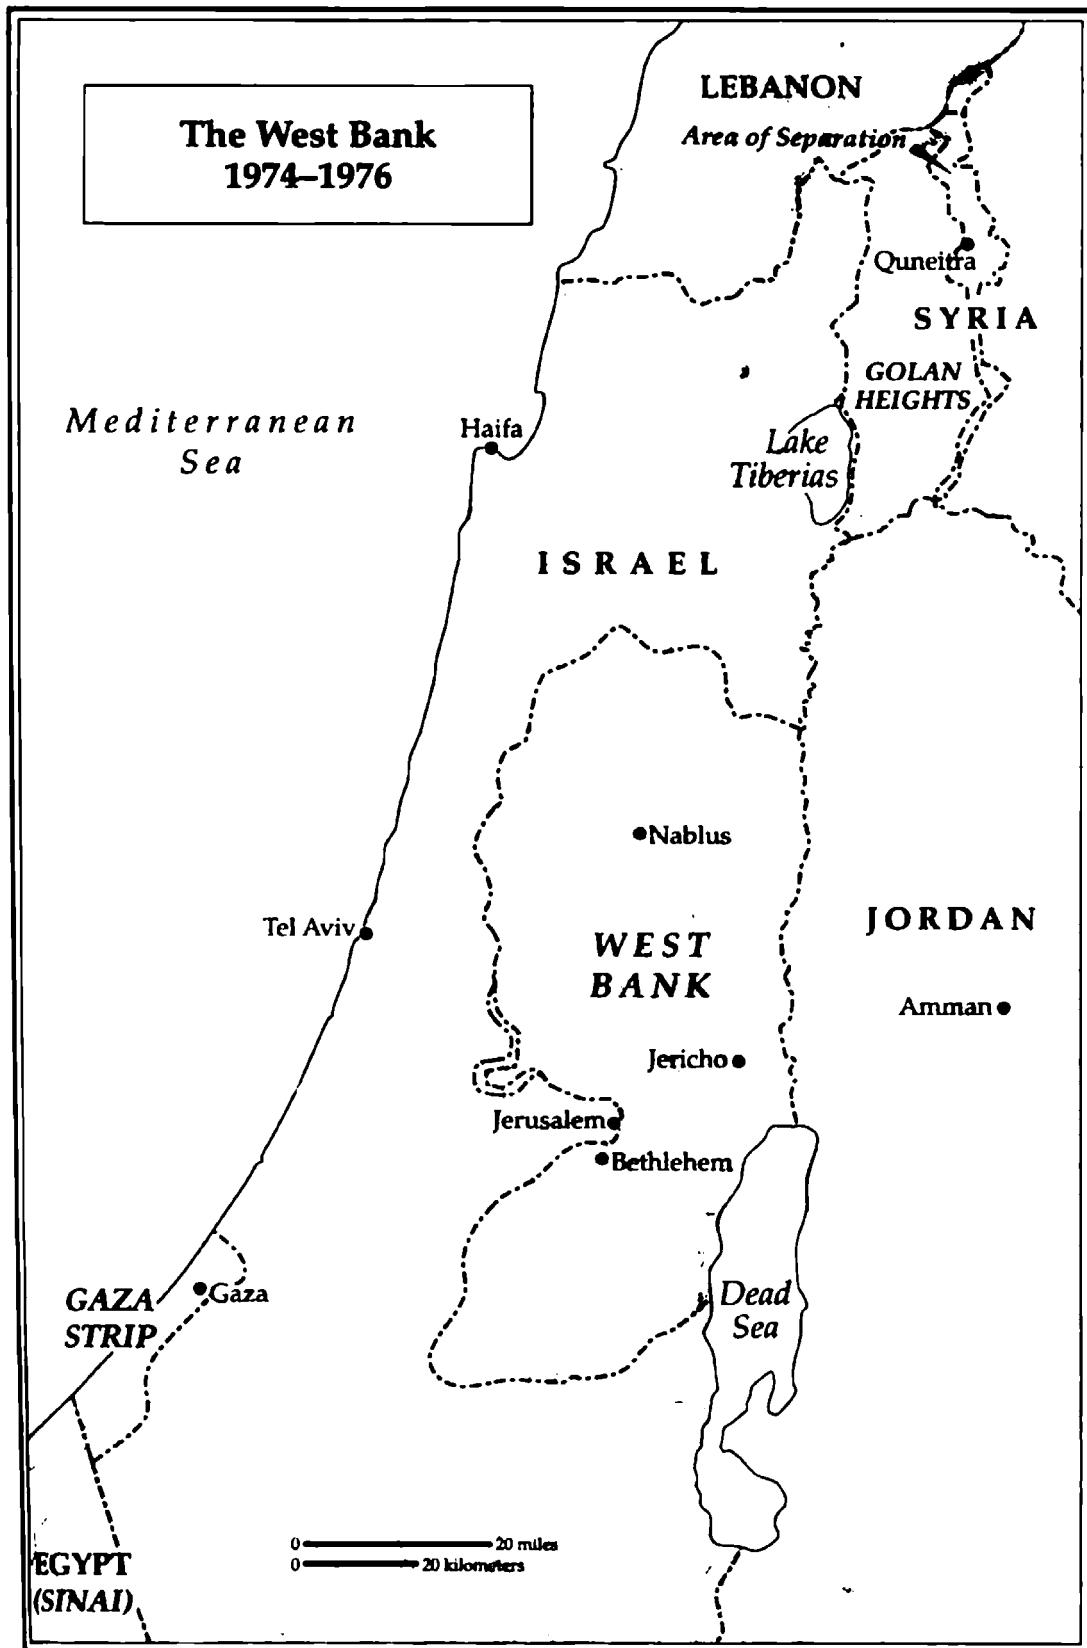 The West Bank
1974–1976
LEBANON
Area of Separation
Quneitra
SYRIA
GOLAN
HEIGHTS
Mediterranean
Sea
Haifa
Lake
Tiberias
ISRAEL
Nablus
Tel Aviv
WEST
BANK
JORDAN
Amman
Jericho
Jerusalem
Bethlehem
GAZA
STRIP
Gaza
Dead
Sea
0 20 miles
0 20 kilometers
EGYPT
(SINAI)